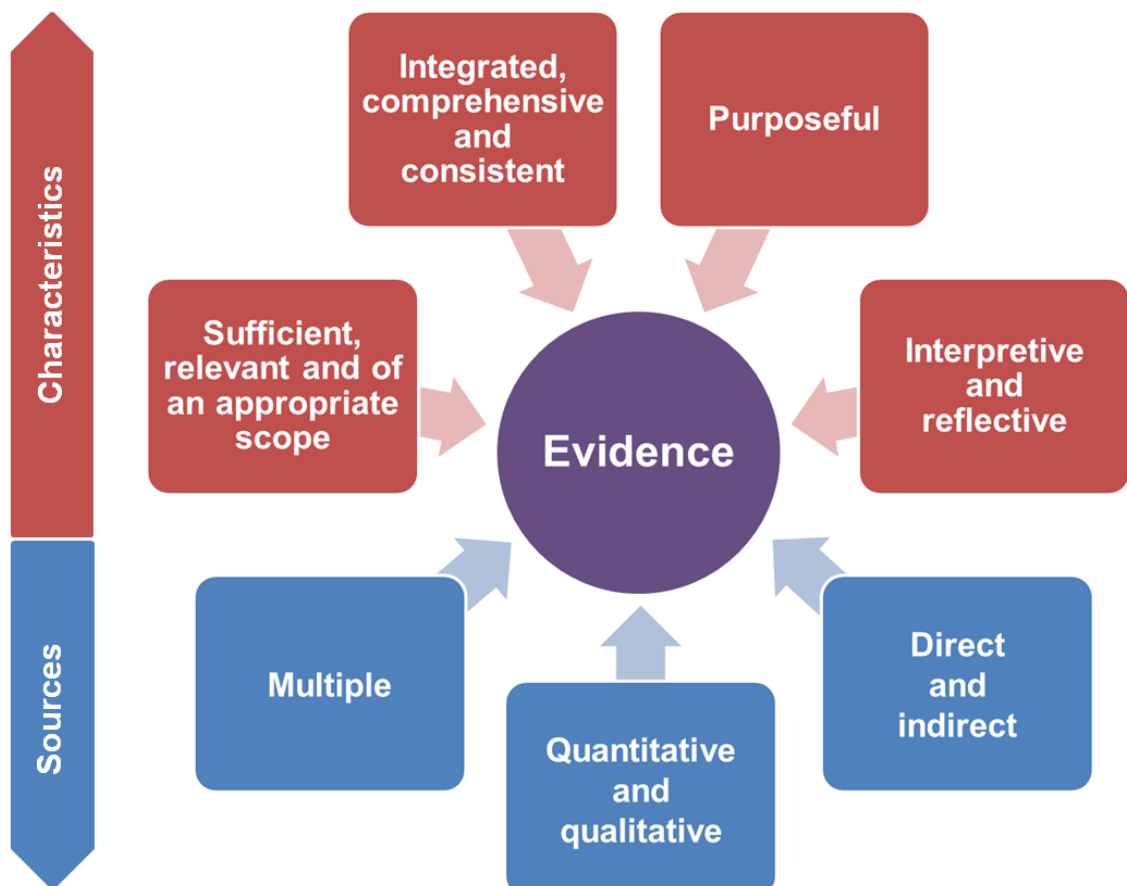 Characteristics
Integrated,
comprehensive
and
consistent
Purposeful
Sufficient,
relevant and of
an appropriate
scope
Evidence
Interpretive
and
reflective
Sources
Multiple
Quantitative
and
qualitative
Direct
and
indirect